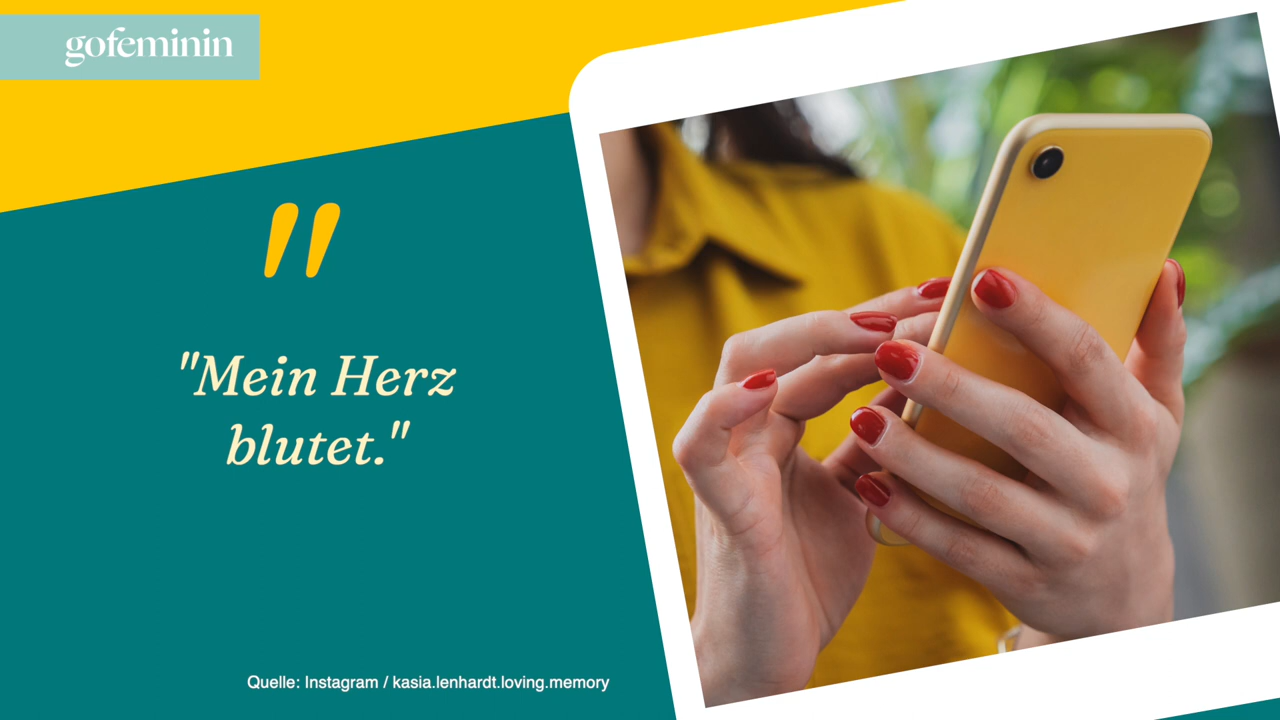 gofeminin
"
"Mein Herz
blutet."
Quelle: Instagram / kasia.lenhardt.loving.memory